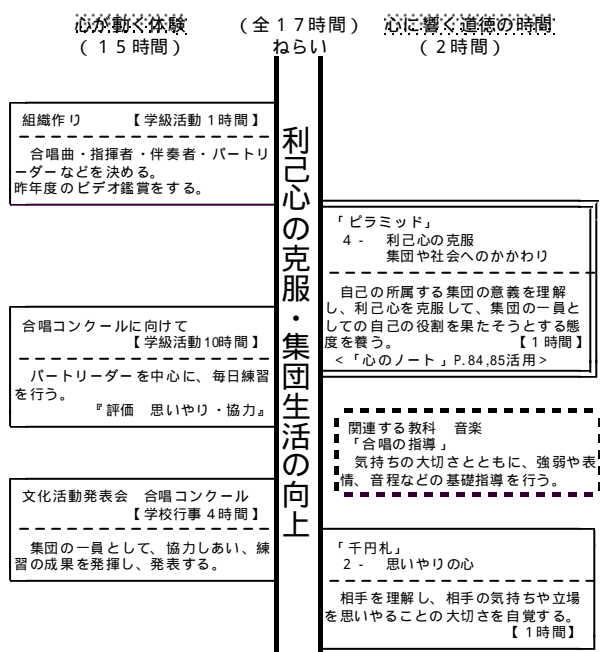 心が動く体験
(15時間)
(全17時間)
ねらい
心に響く道徳の時間
(2時間)
利己心の克服・集団生活の向上
組織作り 【学級活動1時間】
合唱曲・指揮者・伴奏者・パートリ
ーダーなどを決める。
昨年度のビデオ鑑賞をする。
「ピラミッド」
4- 利己心の克服
集団や社会へのかかわり
自己の所属する集団の意義を理解
し、利己心を克服して、集団の一員と
しての自己の役割を果たそうとする態
度を養う。 【1時間】
<「心のノート」P.84,85活用>
合唱コンクールに向けて
【学級活動10時間】
パートリーダーを中心に、毎日練習
を行う。
『評価 思いやり・協力』
関連する教科 音楽
「合唱の指導」
気持ちの大切さとともに、強弱や表
情、音程などの基礎指導を行う。
文化活動発表会 合唱コンクール
【学校行事4時間】
集団の一員として、協力しあい、練
習の成果を発揮し、発表する。
「千円札」
2- 思いやりの心
相手を理解し、相手の気持ちや立場
を思いやることの大切さを自覚する。
【1時間】